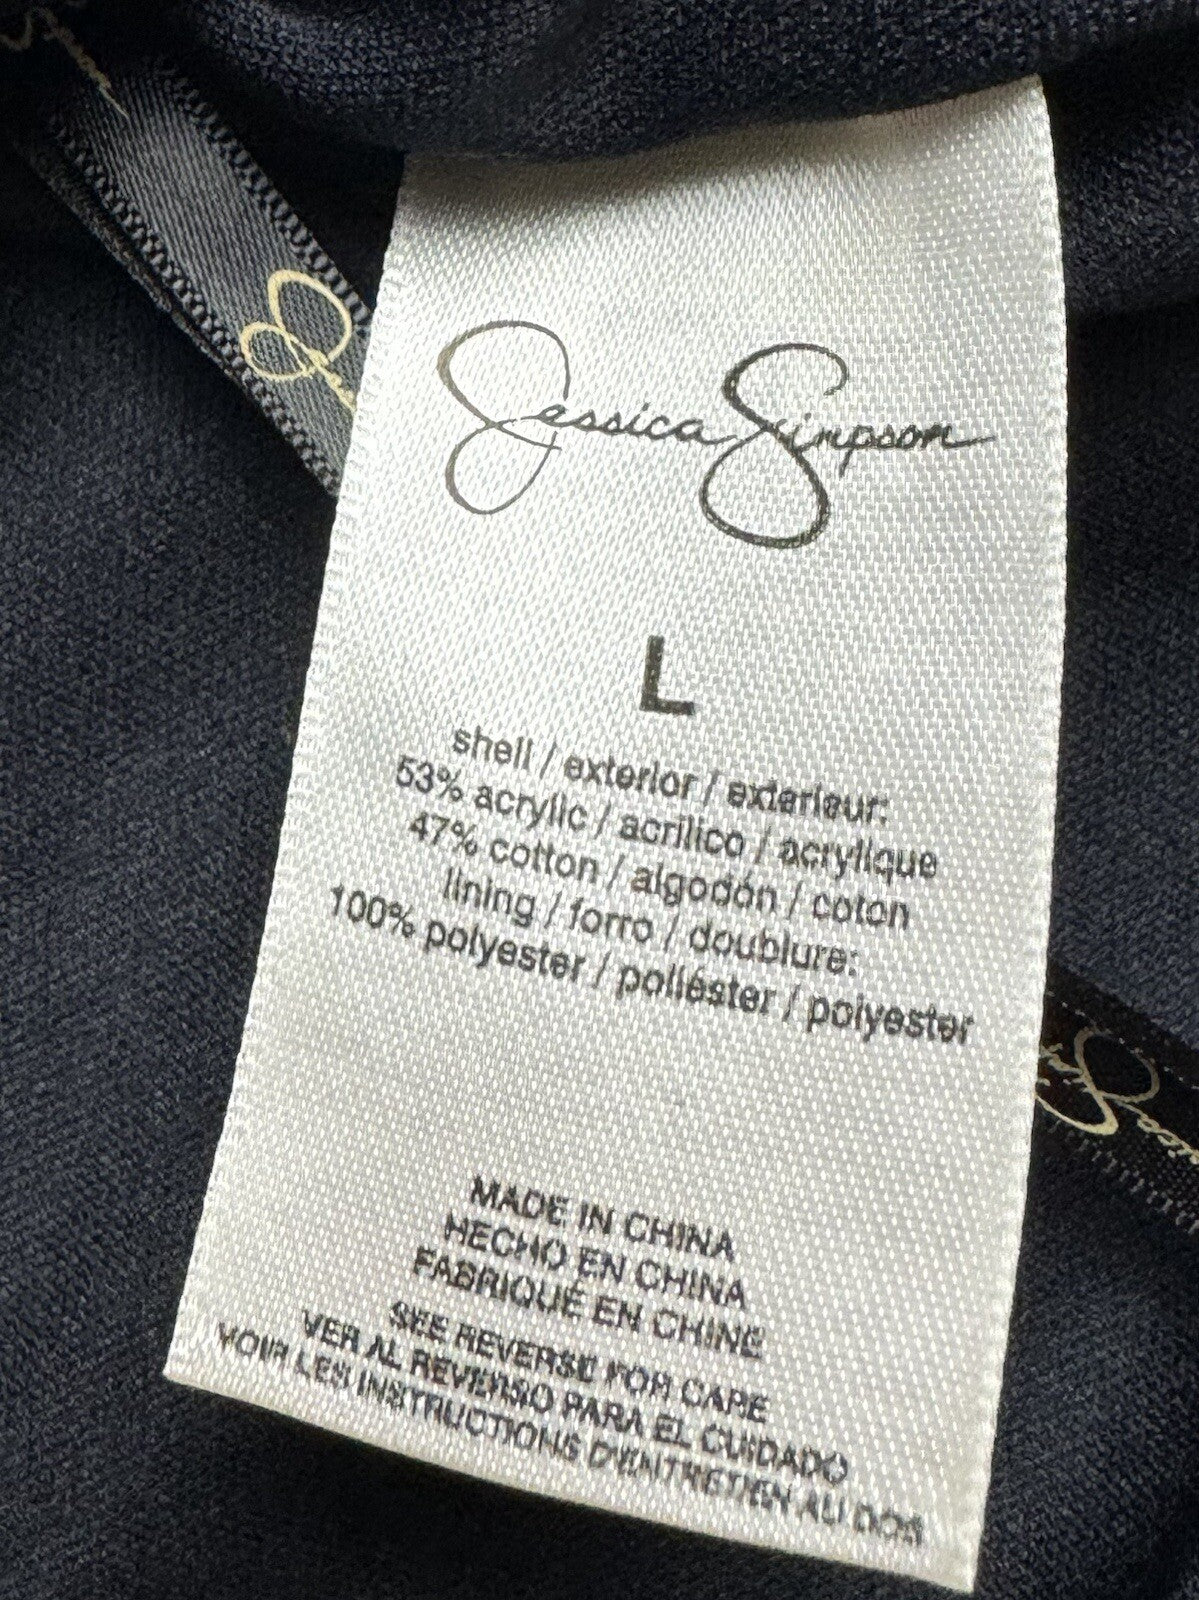 Jessica Simpson
L
shell / exterior / exterieur:
53% acrylic / acrilico / acrylique
47% cotton / algodón / coton
lining / forro / doublure:
100% polyester / poliéster / polyester
MADE IN CHINA
HECHO EN CHINA
FABRIQUÉ EN CHINE
SEE REVERSE FOR CARE
VER AL REVERSO PARA EL CUIDADO
VOIR LES INSTRUCTIONS D'ENTRETIEN AU DOS